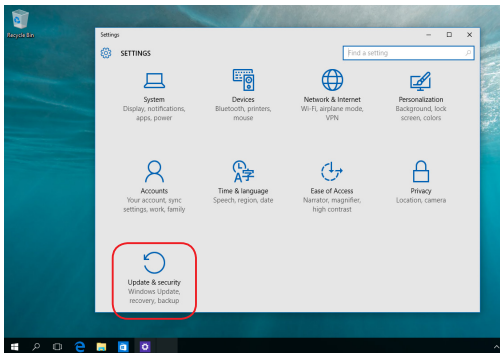 Recycle Bin
Settings
SETTINGS
Find a setting
System
Display, notifications,
apps, power
Devices
Bluetooth, printers,
mouse
Network & Internet
Wi-Fi, airplane mode,
VPN
Personalization
Background, lock
screen, colors
Accounts
Your account, sync
settings, work, family
Time & language
Speech, region, date
Ease of Access
Narrator, magnifier,
high contrast
Privacy
Location, camera
Update & security
Windows Update,
recovery, backup